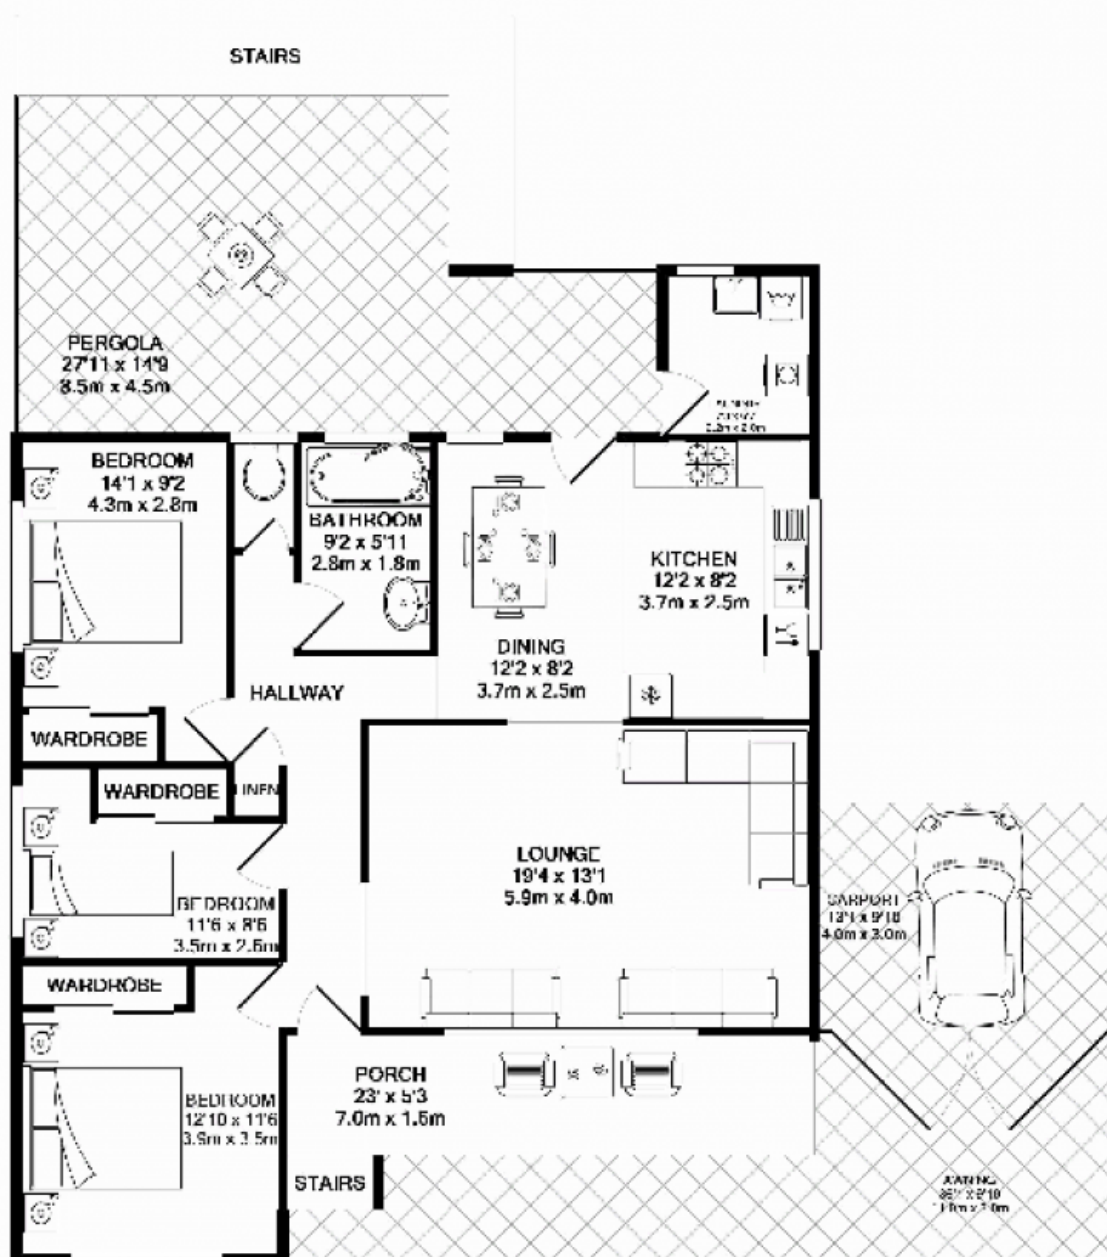 STAIRS
PERGOLA
27'11 x 14'9
8.5m x 4.5m
BEDROOM
14'1 x 9'2
4.3m x 2.8m
BATHROOM
9'2 x 5'11
2.8m x 1.8m
KITCHEN
12'2 x 8'2
3.7m x 2.5m
DINING
12'2 x 8'2
3.7m x 2.5m
HALLWAY
WARDROBE
WARDROBE
LINEN
LOUNGE
19'4 x 13'1
5.9m x 4.0m
BEDROOM
11'6 x 8'6
3.5m x 2.6m
CARPORT
13'1 x 9'10
4.0m x 3.0m
WARDROBE
PORCH
23' x 5'3
7.0m x 1.6m
BEDROOM
12'10 x 11'6
3.9m x 3.5m
STAIRS
AWNING